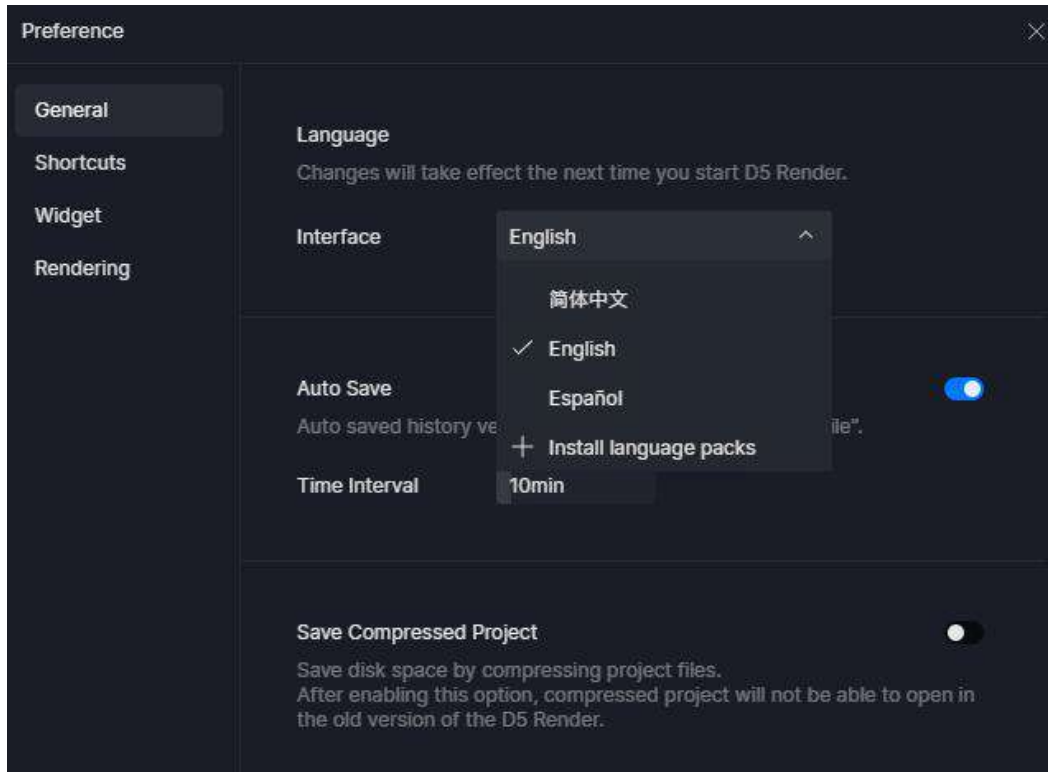 Preference
General
Shortcuts
Widget
Rendering
Language
Changes will take effect the next time you start D5 Render.
Interface
English
简体中文
English
Español
Install language packs
Auto Save
Auto saved history
Time Interval
10min
Save Compressed Project
Save disk space by compressing project files.
After enabling this option, compressed project will not be able to open in
the old version of the D5 Render.